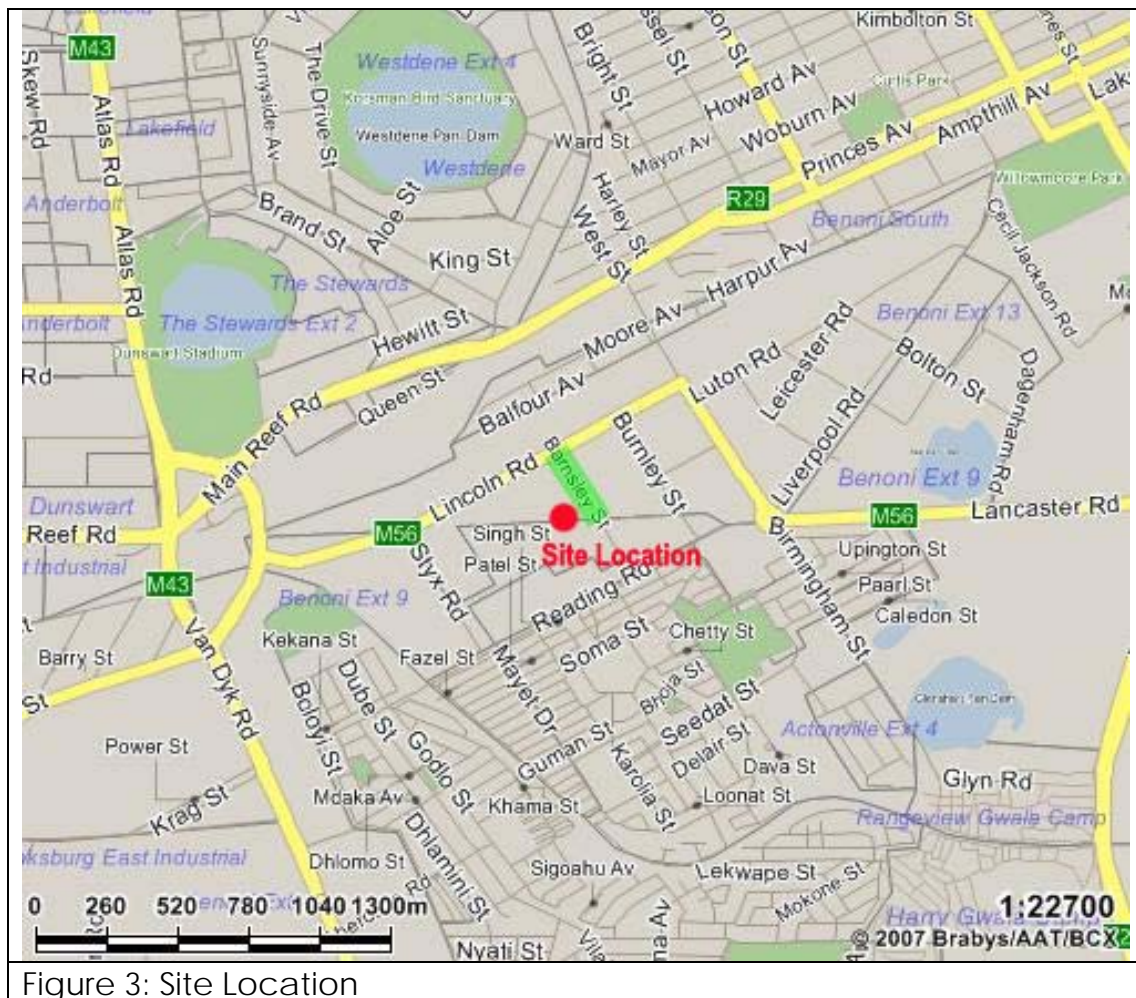 M43
Westdene Ext 4
Korsman Bird Sanctuary
Westdene Pan Dam
Westdene
Kimbolton St
Curtis Park
Howard Av
Woburn Av
Princes Av
Ampthill Av
Bright St
Ward St
Mayor Av
Skew Rd
Atlas Rd
Lakefield
Sunnyside Av
The Drive St
Anderbolt
Brand St
Aloe St
King St
Harley St
West St
R29
Benoni South
Willowmoore Park
Cecil Jackson Rd
Atlas Rd
The Stewards
The Stewards Ext 2
Dunswart Stadium
Hewitt St
Queen St
Main Reef Rd
Moore Av
Harpur Av
Balfour Av
Luton Rd
Leicester Rd
Benoni Ext 13
Bolton St
Dagenham Rd
Liverpool Rd
Lincoln Rd
Barnsley St
Burnley St
Benoni Ext 9
Dunswart
Reef Rd
M56
Singh St
Patel St
Site Location
M56
Lancaster Rd
Birmingham St
Upington St
Paarl St
Caledon St
M43
Benoni Ext 9
Styx Rd
Reading Rd
Soma St
Chetty St
Kekana St
Fazel St
Mayet Dr
Bhoja St
Seedat St
Actonville Ext 4
Barry St
Van Dyk Rd
Boloyi St
Dube St
Godlo St
Guman St
Karolia St
Delair St
Dava St
Loonat St
Glyn Rd
Rangeview Gwala Camp
Power St
Krag St
Mdaka Av
Khama St
Dhlomo St
Dhlamini St
Sigoahu Av
Lekwape St
Mokone St
Nyati St
0 260 520 780 1040 1300m
1:22700
© 2007 Brabys/AAT/BCX
Figure 3: Site Location